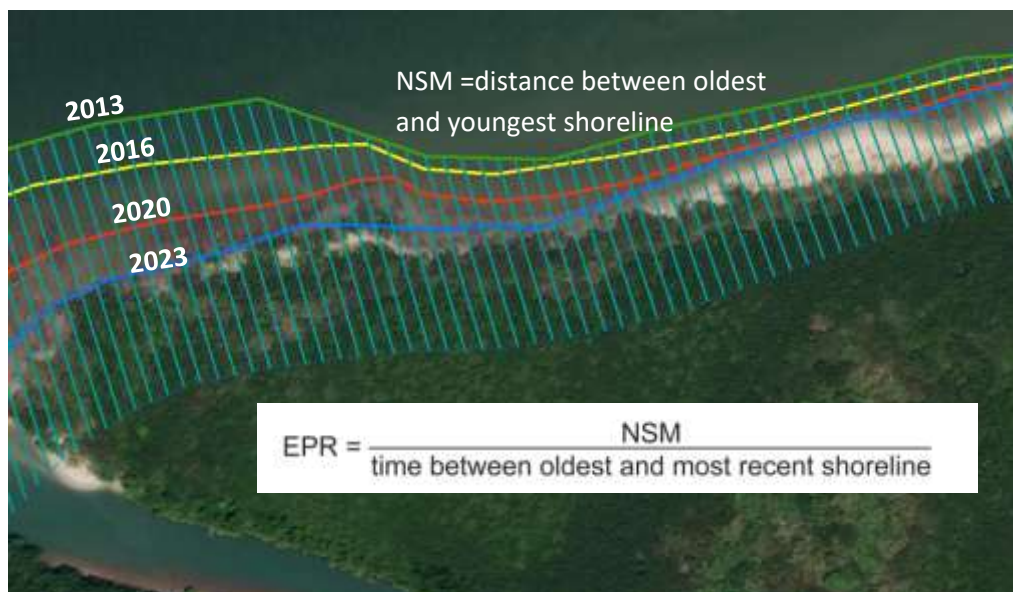 2013
NSM =distance between oldest
and youngest shoreline
2016
2020
2023
EPR = NSM
time between oldest and most recent shoreline